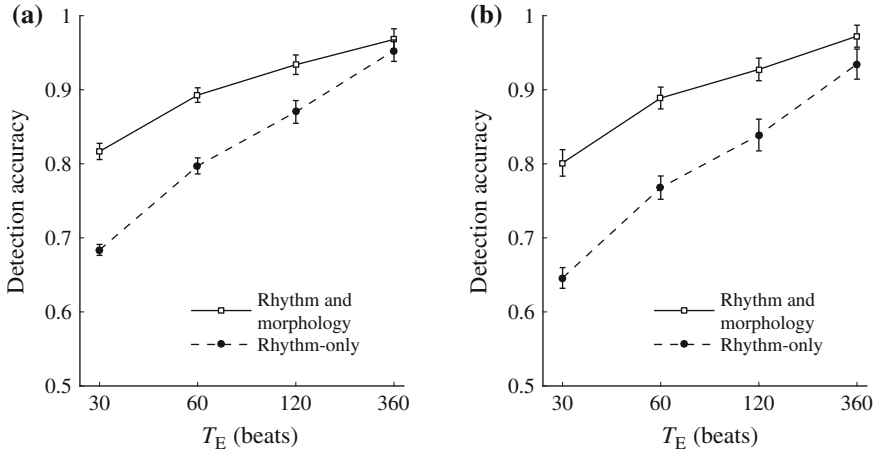 (a)
1
0.9
0.8
0.7
0.6
0.5
Detection accuracy
Rhythm and
morphology
Rhythm-only
30 60 120 360
T_E (beats)
(b)
1
0.9
0.8
0.7
0.6
0.5
Detection accuracy
Rhythm and
morphology
Rhythm-only
30 60 120 360
T_E (beats)